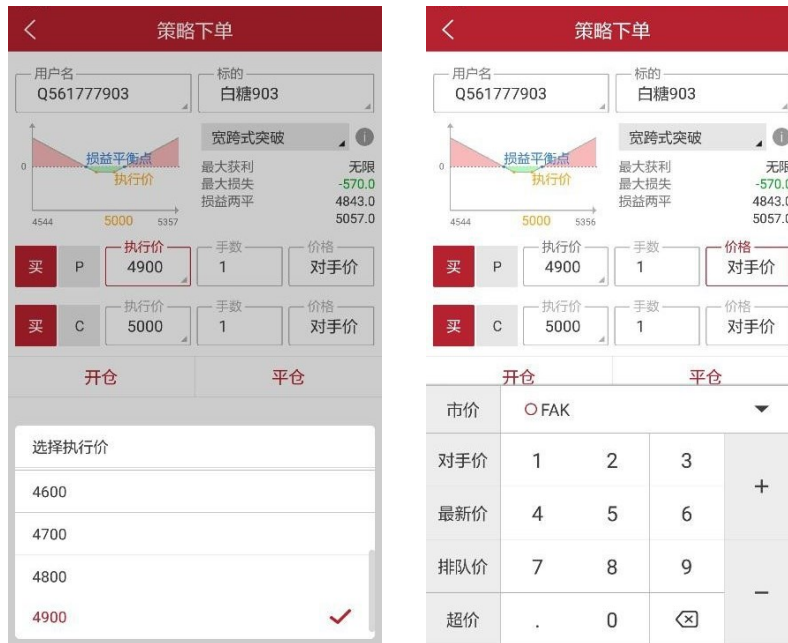 策略下单
用户名
Q561777903
标的
白糖903
宽跨式突破
损益平衡点
0
执行价
最大获利 无限
最大损失 -570.0
损益两平 4843.0
5057.0
4544 5000 5357
买 P 执行价 4900 手数 1 价格 对手价
买 C 执行价 5000 手数 1 价格 对手价
开仓 平仓
选择执行价
4600
4700
4800
4900
策略下单
用户名
Q561777903
标的
白糖903
宽跨式突破
损益平衡点
0
执行价
最大获利 无限
最大损失 -570.0
损益两平 4843.0
5057.0
4544 5000 5356
买 P 执行价 4900 手数 1 价格 对手价
买 C 执行价 5000 手数 1 价格 对手价
开仓 平仓
市价 FAK
对手价 1 2 3 +
最新价 4 5 6
排队价 7 8 9 −
超价 . 0